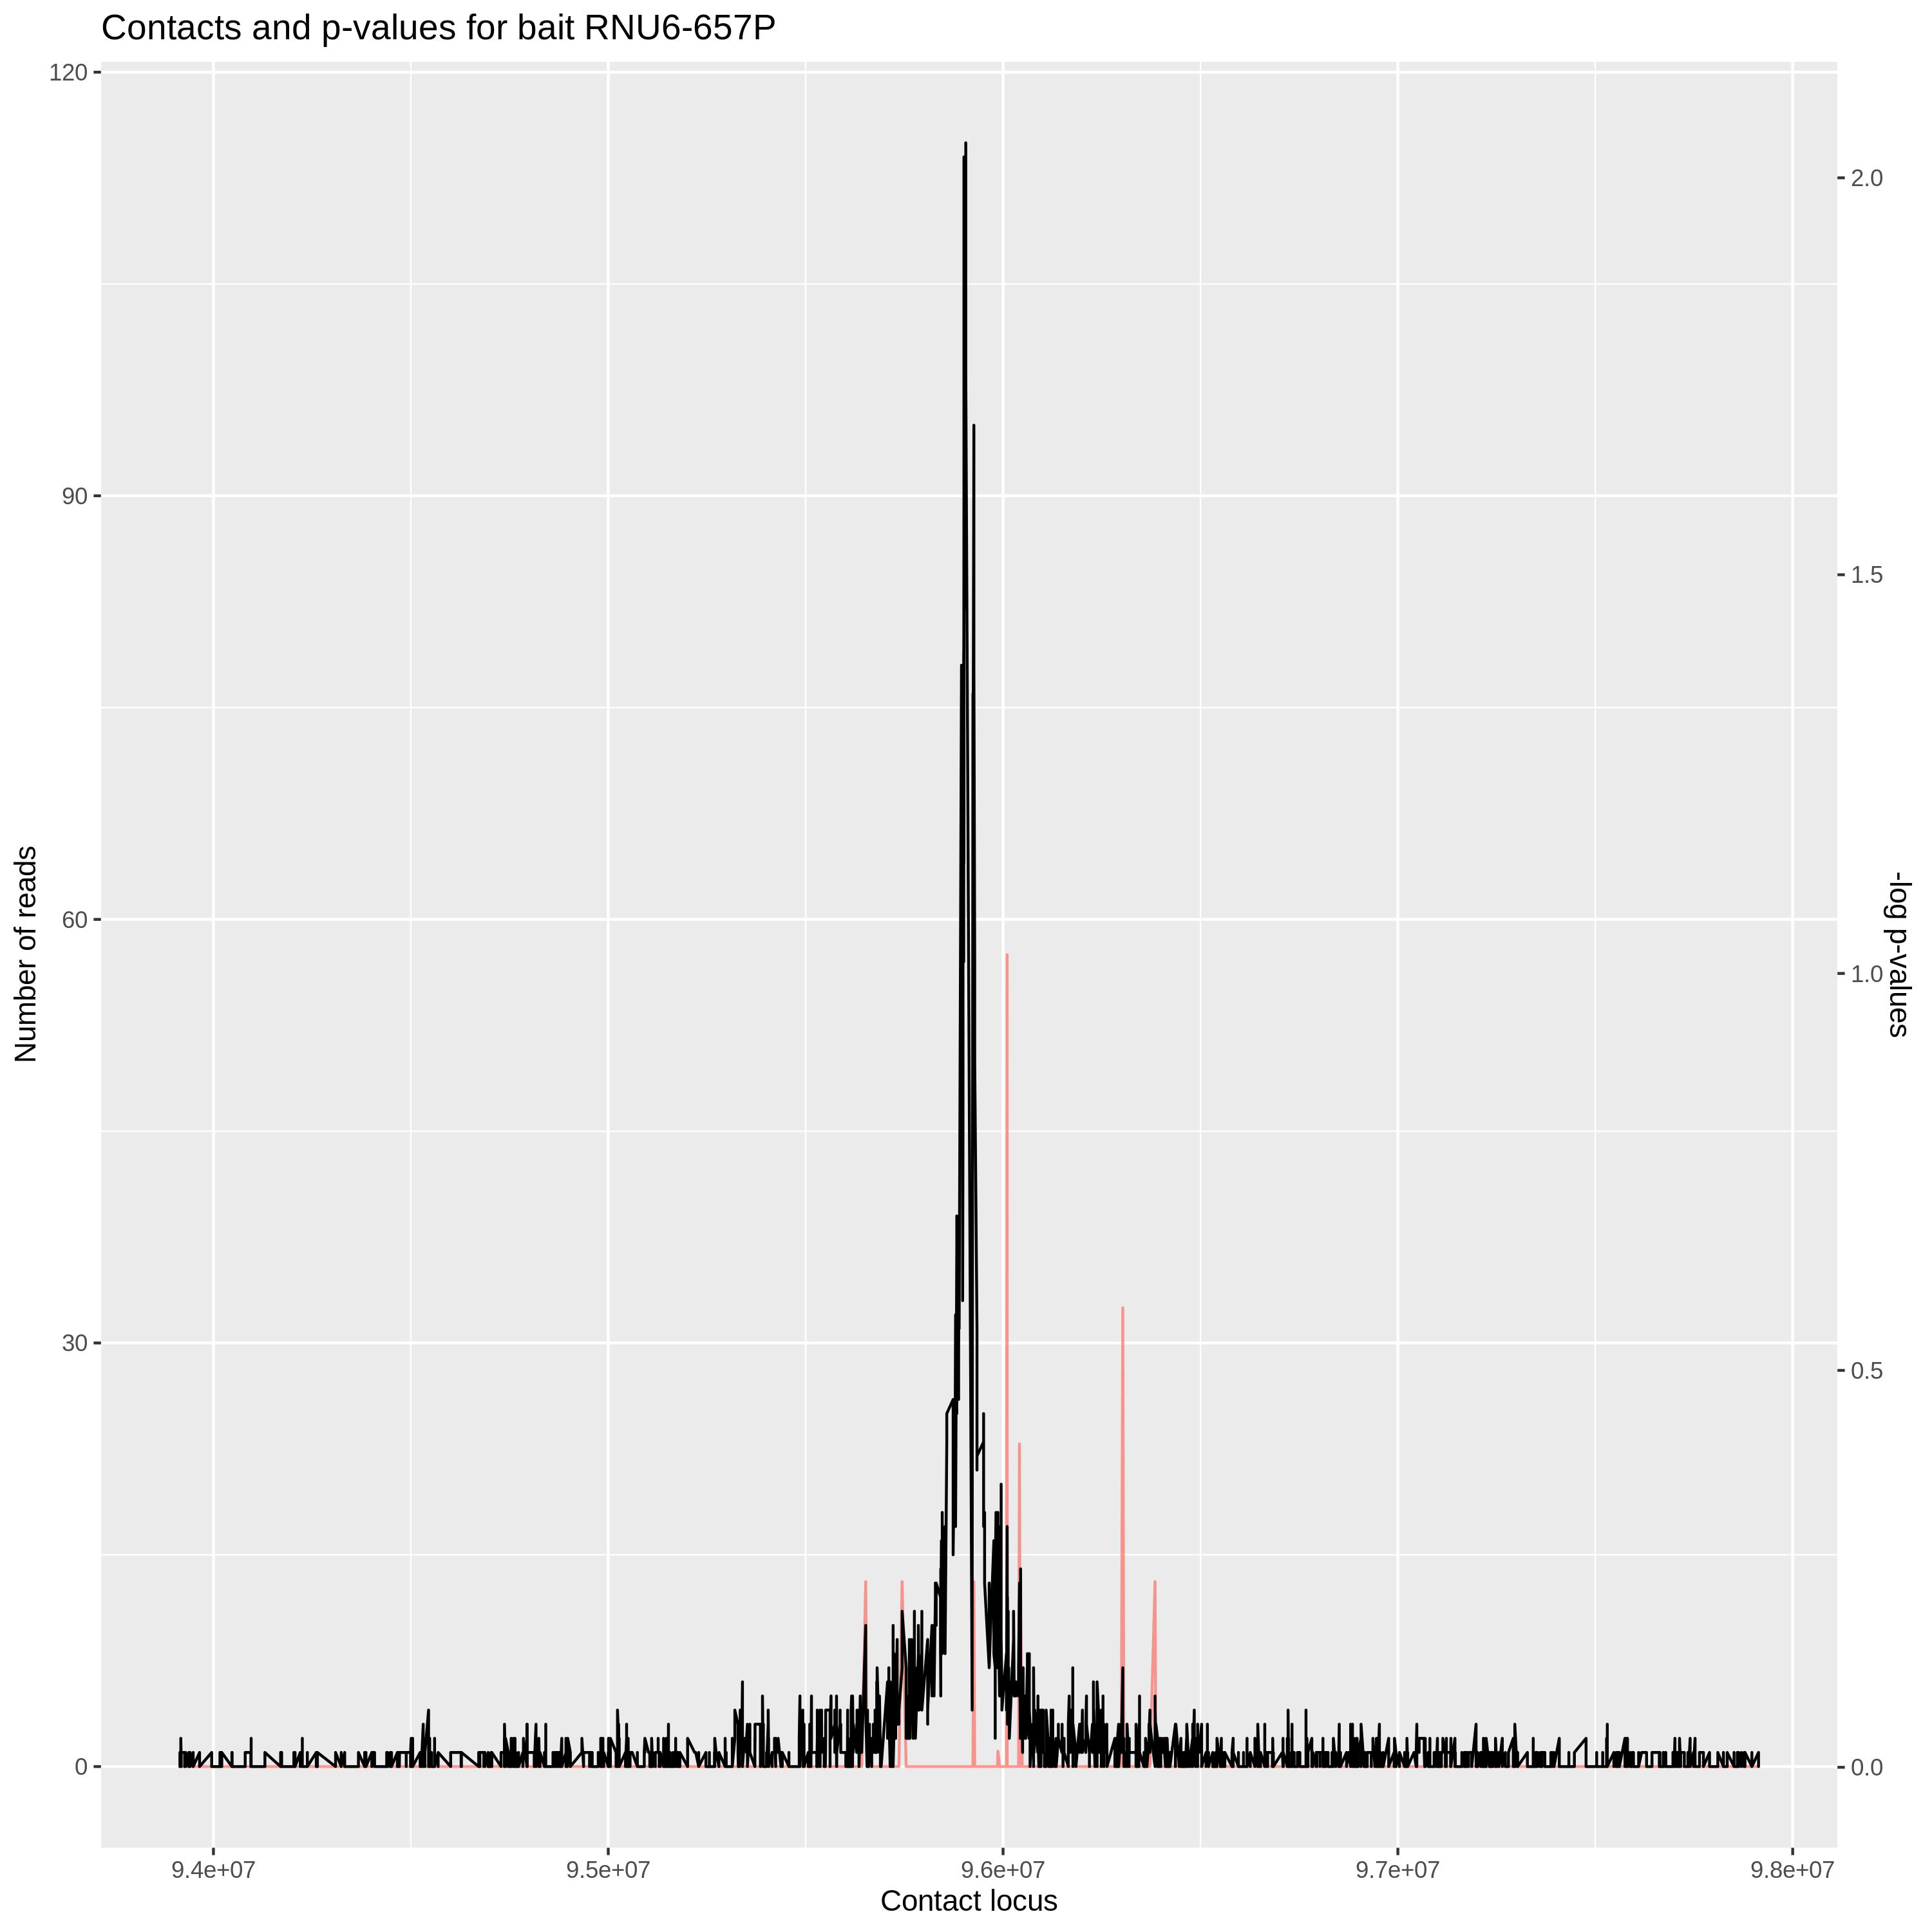 Contacts and p-values for bait RNU6-657P
120
90
60
30
0
Number of reads
2.0
1.5
1.0
0.5
0.0
-log p-values
9.4e+07
9.5e+07
9.6e+07
9.7e+07
9.8e+07
Contact locus